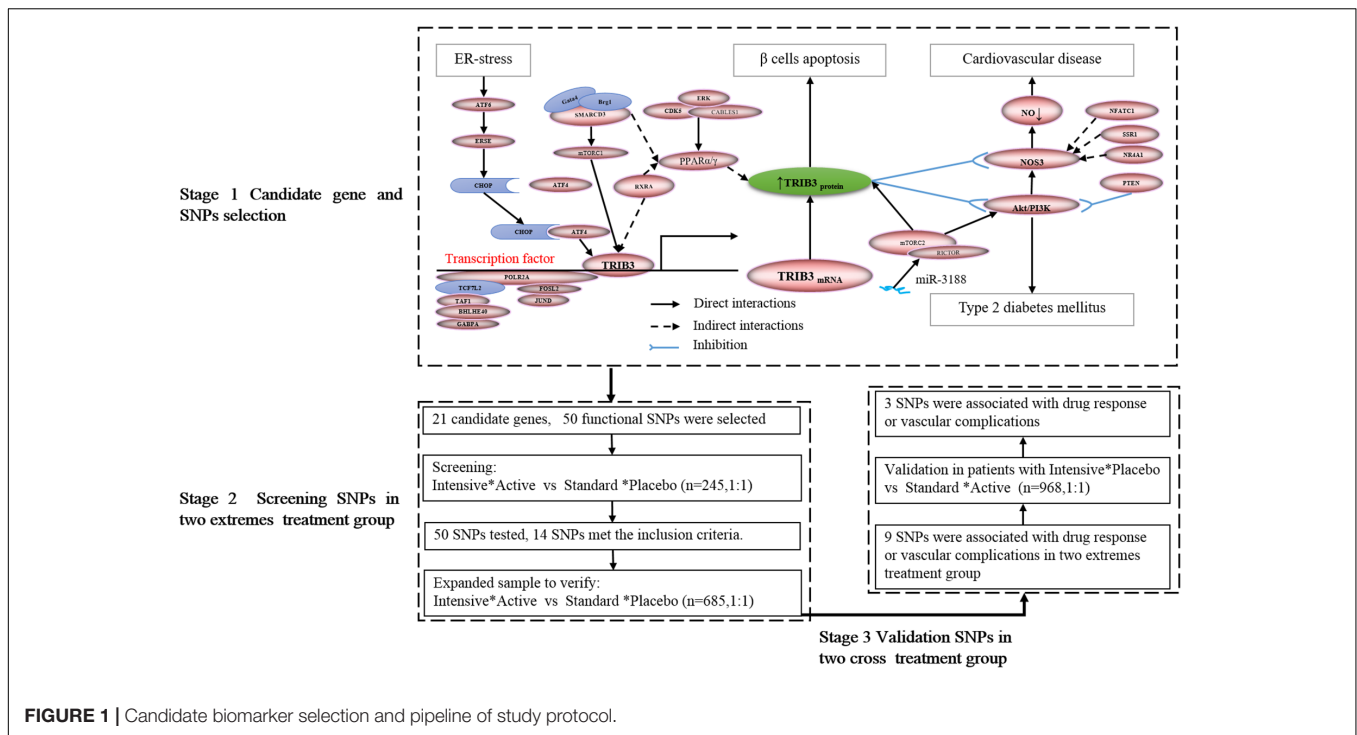 Stage 1 Candidate gene and
SNPs selection
ER-stress
β cells apoptosis
Cardiovascular disease
ATF6
ERSE
CHOP
ATF4
CHOP
ATF4
Gata4
Brg1
SMARCD3
mTORC1
CDK5
ERK
CABLES1
PPARα/γ
RXRA
↑TRIB3 protein
NO↓
NFATC1
SSR1
NR4A1
NOS3
PTEN
Akt/PI3K
mTORC2
RICTOR
miR-3188
Transcription factor
TRIB3
POLR2A
TCF7L2
FOSL2
TAF1
JUND
BHLHE40
GABPA
TRIB3 mRNA
Direct interactions
Indirect interactions
Inhibition
Type 2 diabetes mellitus
Stage 2 Screening SNPs in
two extremes treatment group
21 candidate genes, 50 functional SNPs were selected
Screening:
Intensive*Active vs Standard *Placebo (n=245,1:1)
50 SNPs tested, 14 SNPs met the inclusion criteria.
Expanded sample to verify:
Intensive*Active vs Standard *Placebo (n=685,1:1)
3 SNPs were associated with drug response
or vascular complications
Validation in patients with Intensive*Placebo
vs Standard *Active (n=968,1:1)
9 SNPs were associated with drug response
or vascular complications in two extremes
treatment group
Stage 3 Validation SNPs in
two cross treatment group
FIGURE 1 | Candidate biomarker selection and pipeline of study protocol.